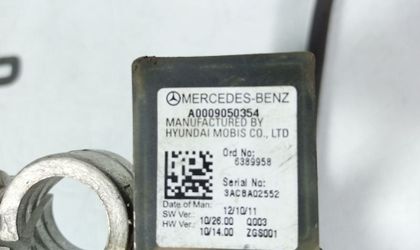 MERCEDES-BENZ
A0009050354
MANUFACTURED BY
HYUNDAI MOBIS CO., LTD
Ord No:
6389958
Serial No:
3AC8A02552
Date of Man: 12/10/11
SW Ver.: 10/26.00 Q003
HW Ver.: 10/14.00 ZGS001